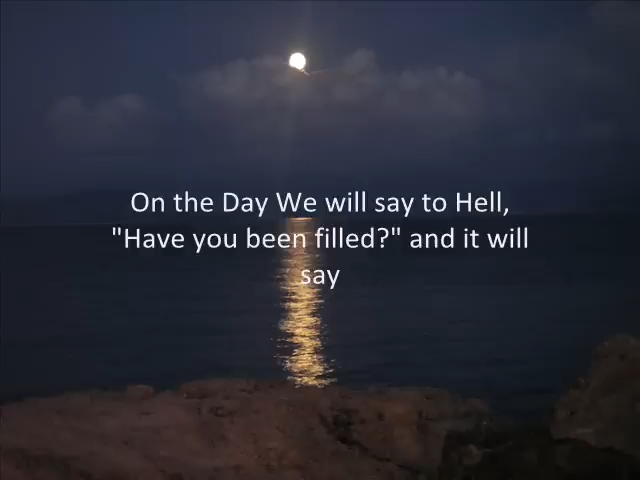 On the Day We will say to Hell,
"Have you been filled?" and it will
say